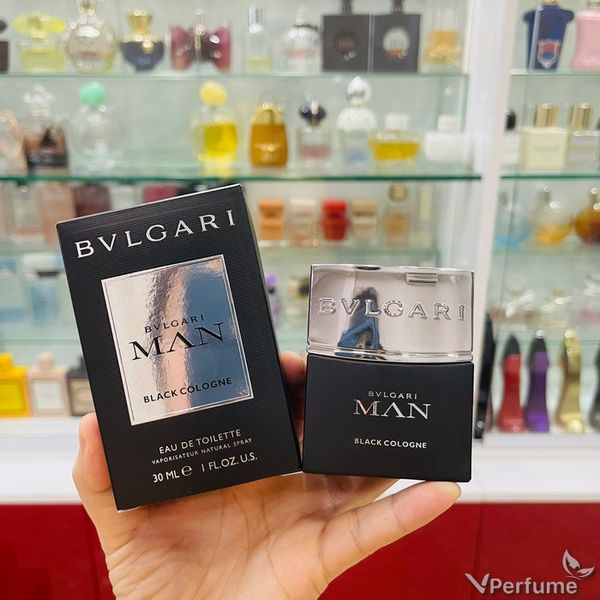 BVLGARI
BVLGARI
MAN
BLACK COLOGNE
EAU DE TOILETTE
VAPORISATEUR NATURAL SPRAY
30 ML e 1 FL.OZ.U.S.
BVLGARI
BVLGARI
MAN
BLACK COLOGNE
VPerfume